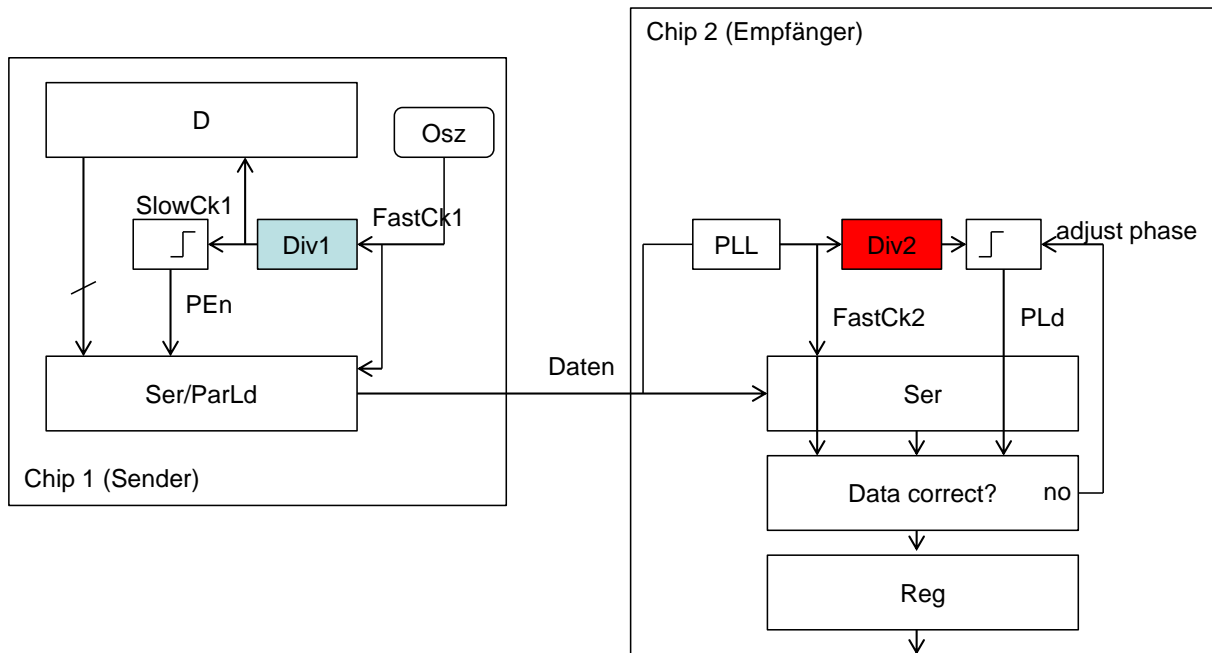 Chip 2 (Empfänger)
D
Osz
SlowCk1
FastCk1
Div1
PEn
Ser/ParLd
Chip 1 (Sender)
Daten
PLL
Div2
adjust phase
FastCk2
PLd
Ser
Data correct?
no
Reg